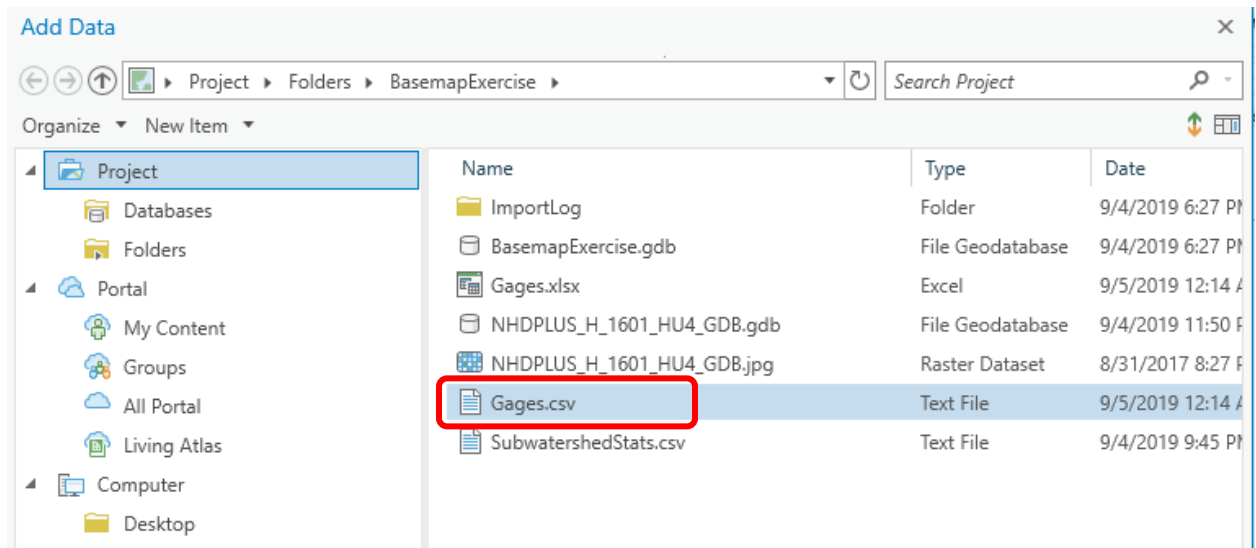 Add Data
Project Folders BasemapExercise
Search Project
Organize New Item
Project
Databases
Folders
Portal
My Content
Groups
All Portal
Living Atlas
Computer
Desktop
Name Type Date
ImportLog Folder 9/4/2019 6:27 PM
BasemapExercise.gdb File Geodatabase 9/4/2019 6:27 PM
Gages.xlsx Excel 9/5/2019 12:14 A
NHDPLUS_H_1601_HU4_GDB.gdb File Geodatabase 9/4/2019 11:50 P
NHDPLUS_H_1601_HU4_GDB.jpg Raster Dataset 8/31/2017 8:27 P
Gages.csv Text File 9/5/2019 12:14 A
SubwatershedStats.csv Text File 9/4/2019 9:45 PM